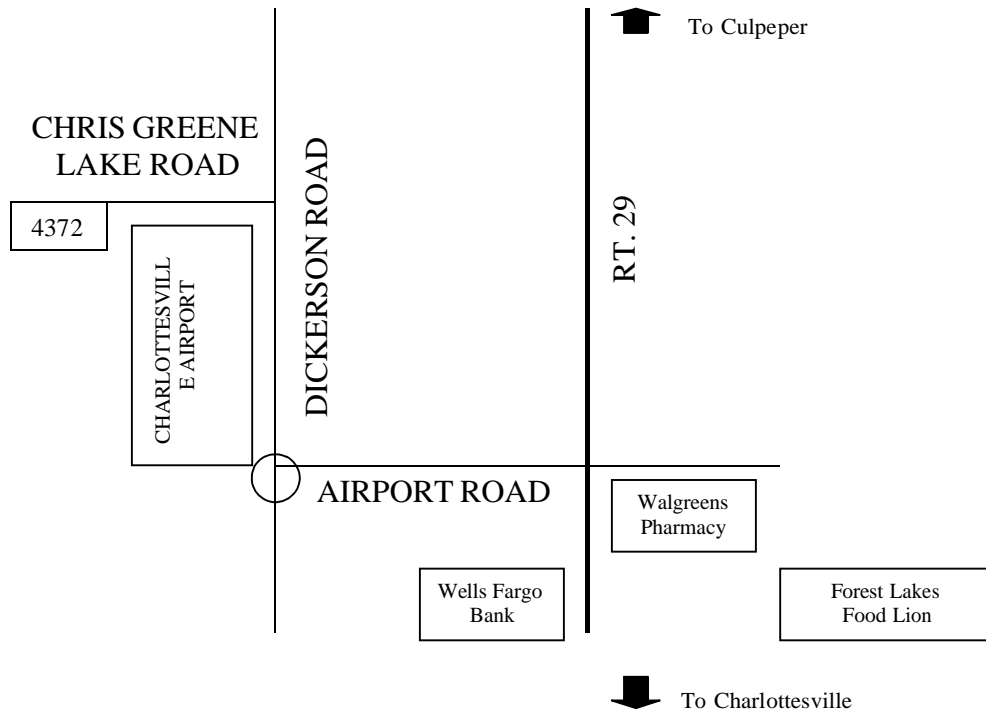 To Culpeper
CHRIS GREENE
LAKE ROAD
4372
DICKERSON ROAD
RT. 29
CHARLOTTESVILL
E AIRPORT
AIRPORT ROAD
Walgreens
Pharmacy
Wells Fargo
Bank
Forest Lakes
Food Lion
To Charlottesville